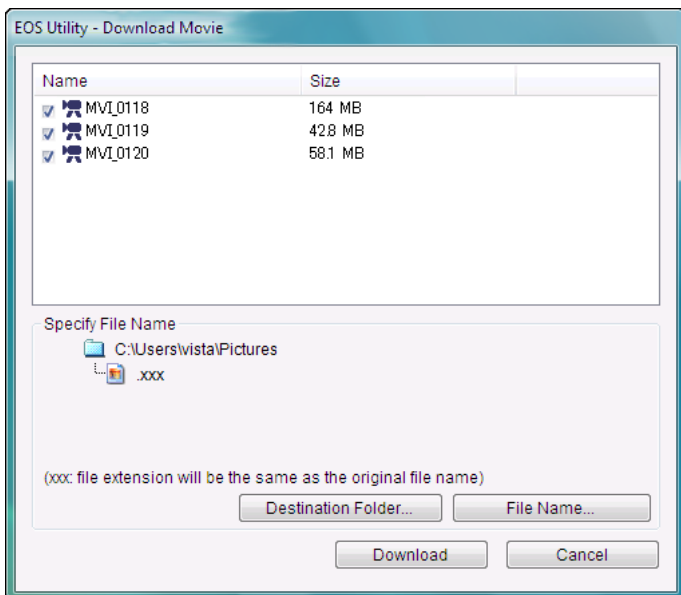 EOS Utility - Download Movie
Name Size
MVI_0118 164 MB
MVI_0119 42.8 MB
MVI_0120 58.1 MB
Specify File Name
C:\Users\vista\Pictures
.xxx
(xxx: file extension will be the same as the original file name)
Destination Folder... File Name...
Download Cancel